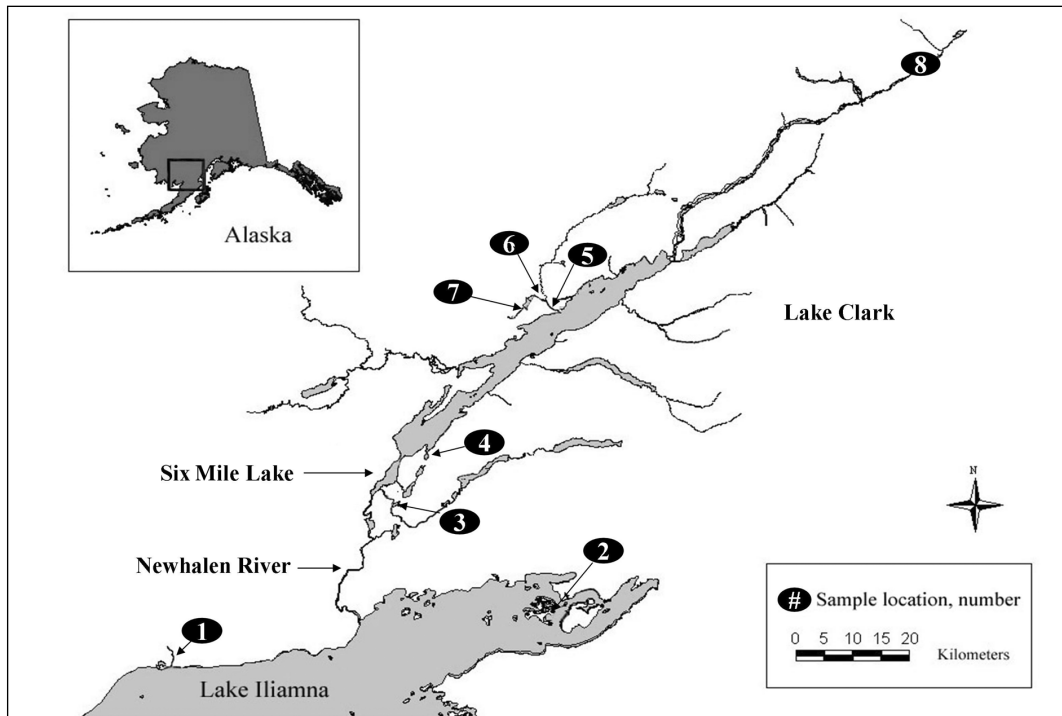 Alaska
8
6
5
7
Lake Clark
4
Six Mile Lake
3
N
2
Newhalen River
1
Lake Iliamna
# Sample location, number
0 5 10 15 20
Kilometers